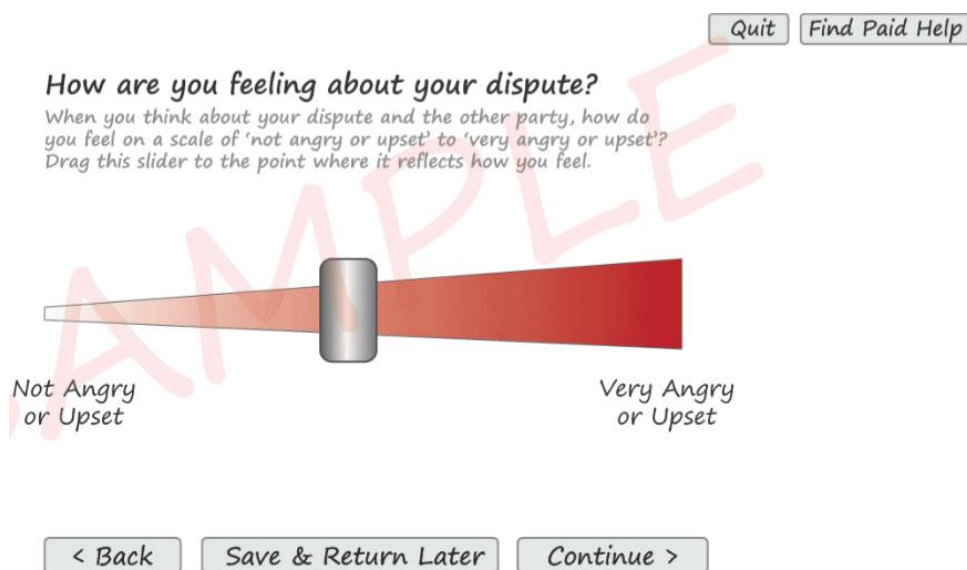 Quit
Find Paid Help
How are you feeling about your dispute?
When you think about your dispute and the other party, how do
you feel on a scale of ‘not angry or upset’ to ‘very angry or upset’?
Drag this slider to the point where it reflects how you feel.
SAMPLE
Not Angry
or Upset
Very Angry
or Upset
< Back
Save & Return Later
Continue >